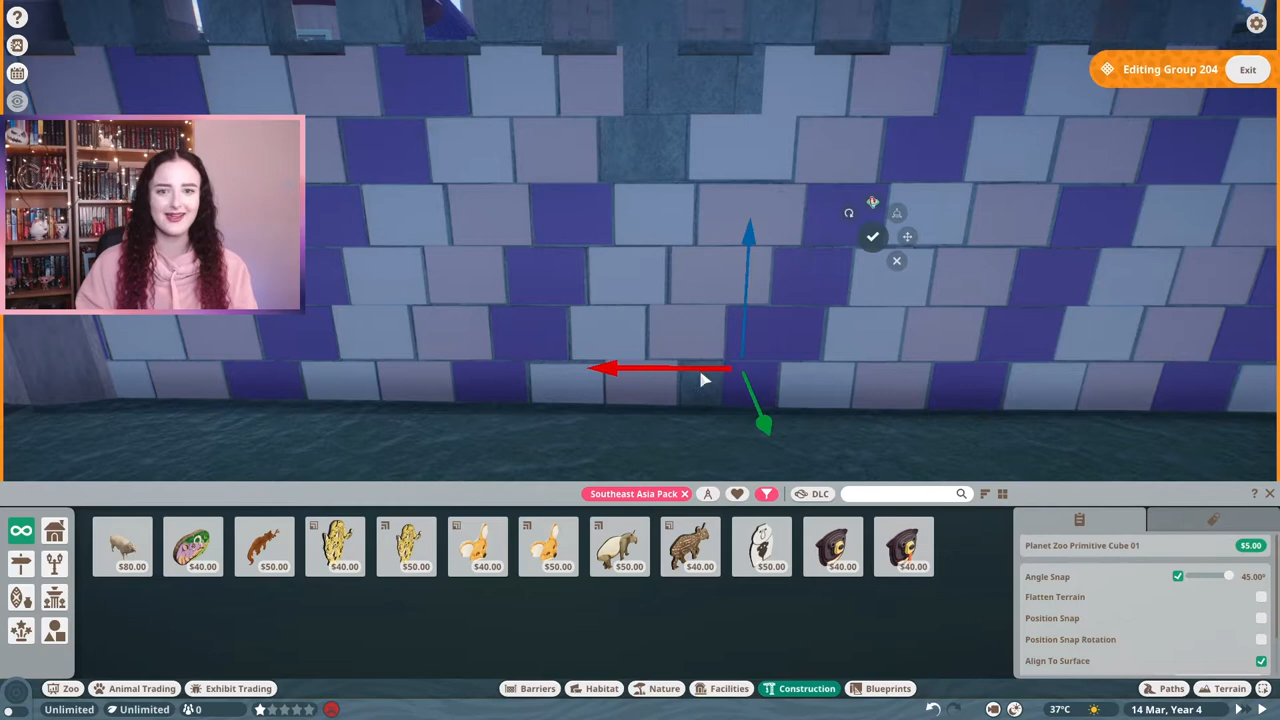 ?
Editing Group 204
Exit
Southeast Asia Pack ×
DLC
?
$80.00
$40.00
$50.00
$40.00
$50.00
$40.00
$50.00
$50.00
$40.00
$50.00
$40.00
$40.00
Planet Zoo Primitive Cube 01
$5.00
Angle Snap
45.00°
Flatten Terrain
Position Snap
Position Snap Rotation
Align To Surface
Zoo
Animal Trading
Exhibit Trading
Barriers
Habitat
Nature
Facilities
Construction
Blueprints
Paths
Terrain
Unlimited
Unlimited
0
37°C
14 Mar, Year 4